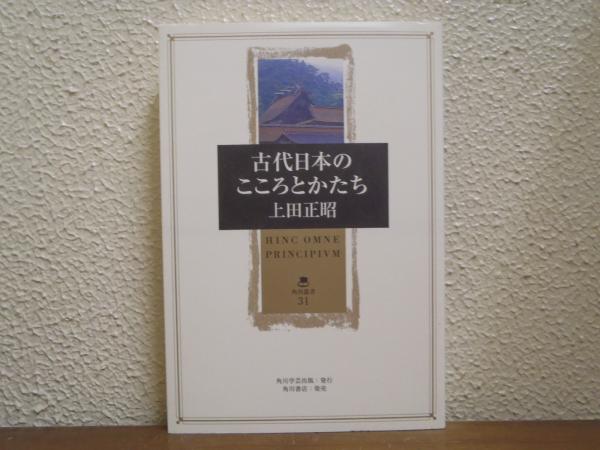 古代日本の
こころとかたち
上田正昭
HINC OMNE
PRINCIPIVM
角川叢書
31
角川学芸出版：発行
角川書店：発売